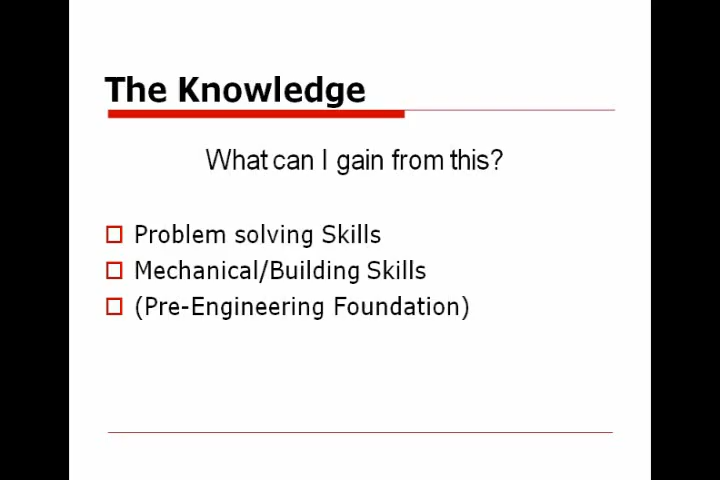 The Knowledge
What can I gain from this?
Problem solving Skills
Mechanical/Building Skills
(Pre-Engineering Foundation)